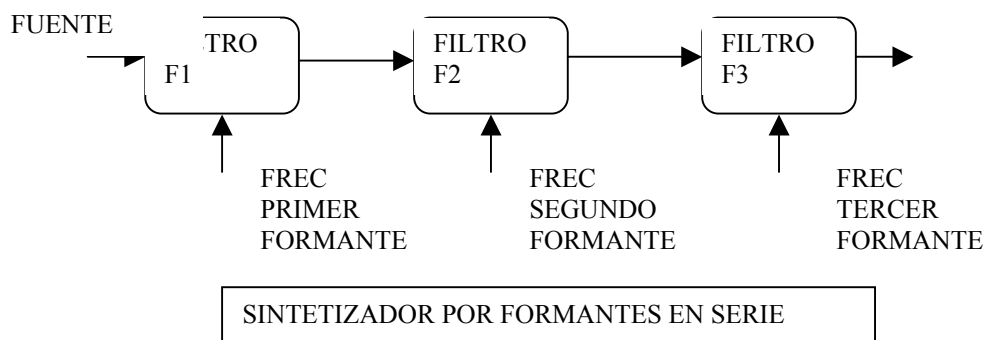 FUENTE
TRO
F1
FILTRO
F2
FILTRO
F3
FREC
PRIMER
FORMANTE
FREC
SEGUNDO
FORMANTE
FREC
TERCER
FORMANTE
SINTETIZADOR POR FORMANTES EN SERIE